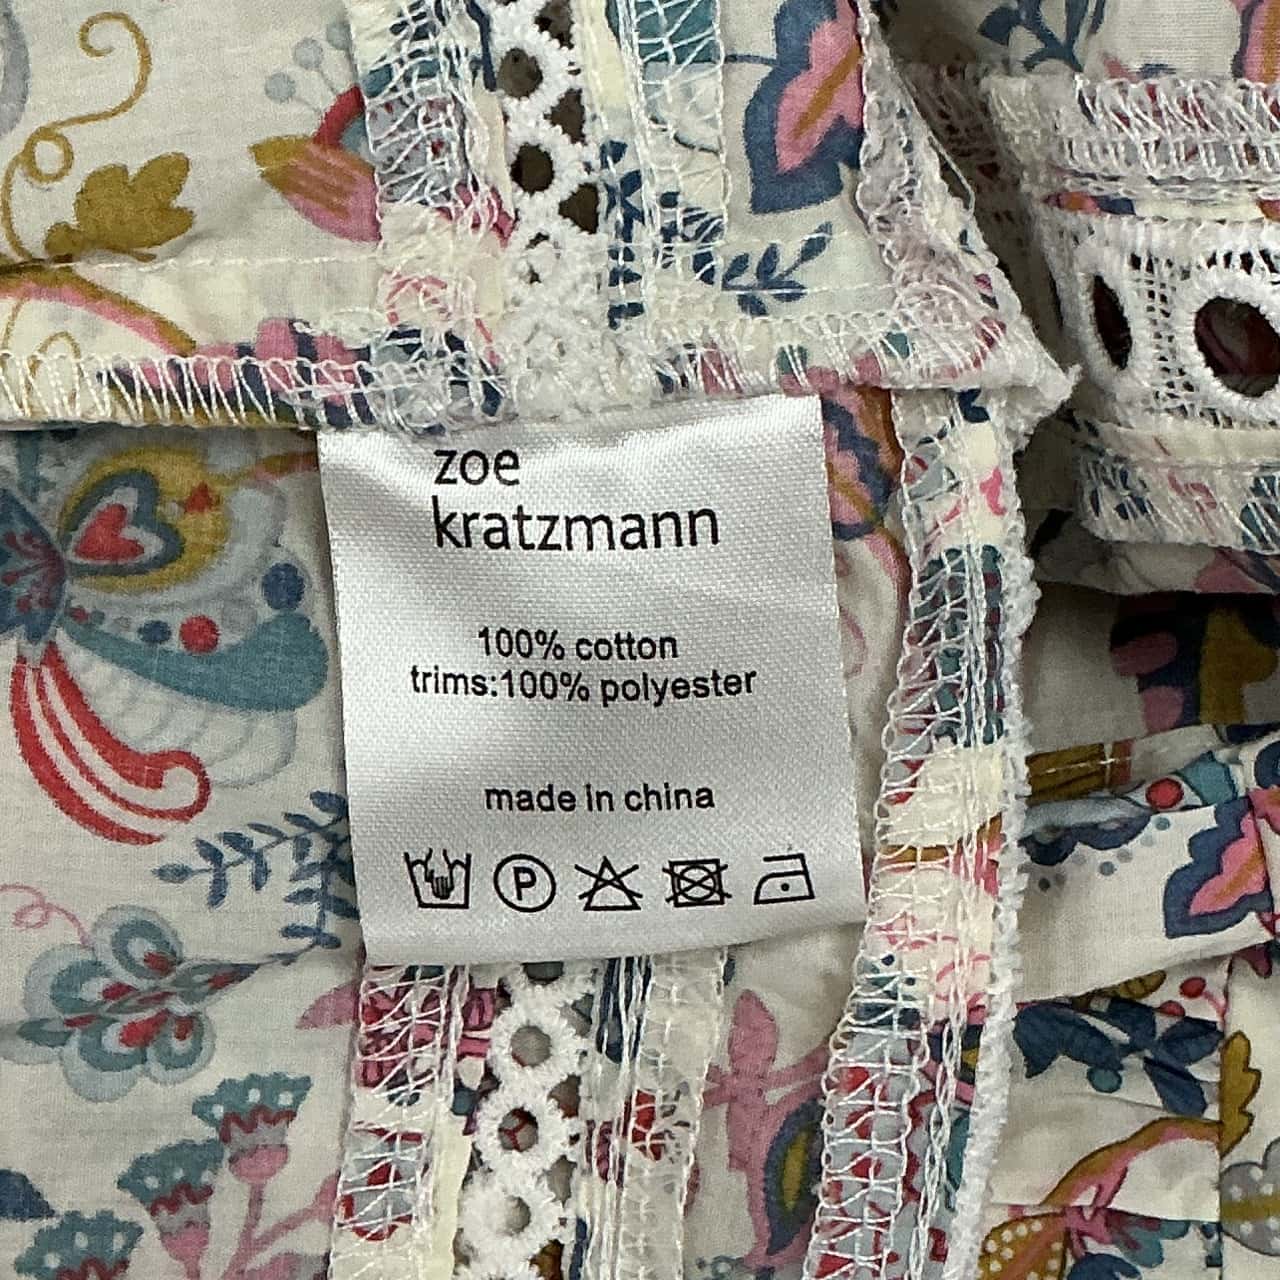 zoe
kratzmann
100% cotton
trims:100% polyester
made in china
P